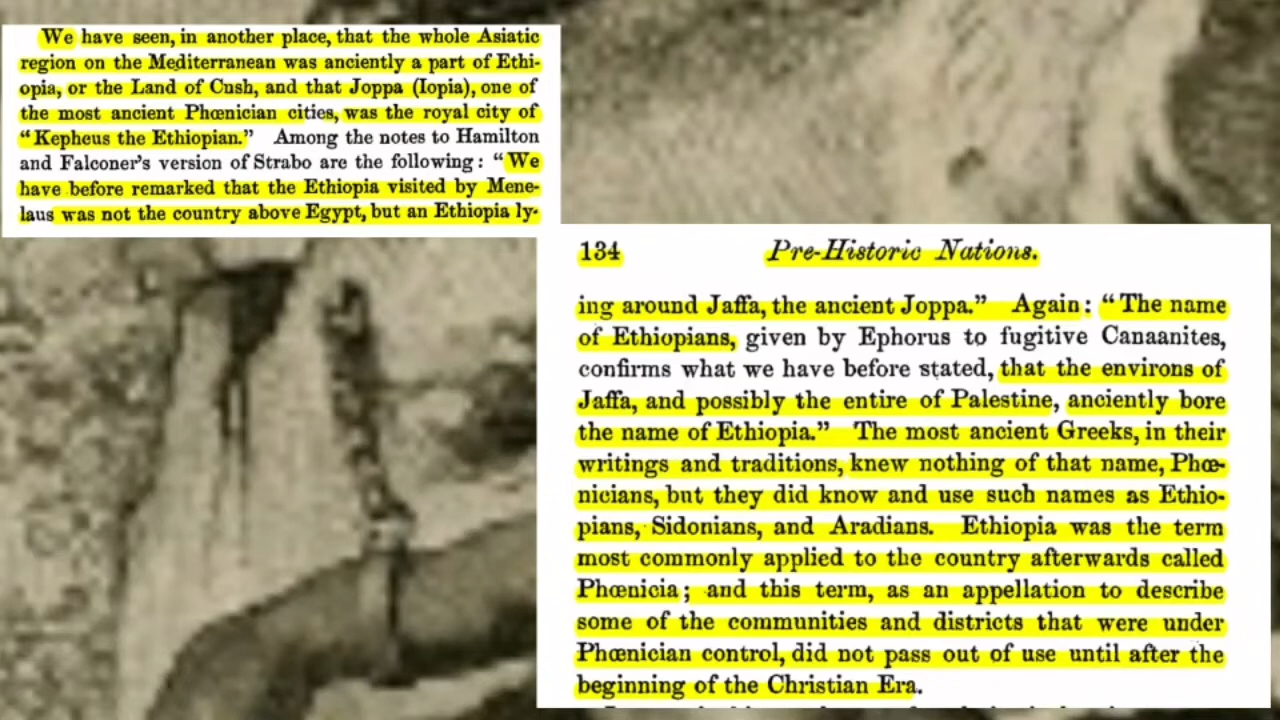 We have seen, in another place, that the whole Asiatic
region on the Mediterranean was anciently a part of Ethi-
opia, or the Land of Cush, and that Joppa (Iopia), one of
the most ancient Phœnician cities, was the royal city of
“Kepheus the Ethiopian.” Among the notes to Hamilton
and Falconer’s version of Strabo are the following: “We
have before remarked that the Ethiopia visited by Mene-
laus was not the country above Egypt, but an Ethiopia ly-
134 Pre-Historic Nations.
ing around Jaffa, the ancient Joppa.” Again: “The name
of Ethiopians, given by Ephorus to fugitive Canaanites,
confirms what we have before stated, that the environs of
Jaffa, and possibly the entire of Palestine, anciently bore
the name of Ethiopia.” The most ancient Greeks, in their
writings and traditions, knew nothing of that name, Phœ-
nicians, but they did know and use such names as Ethio-
pians, Sidonians, and Aradians. Ethiopia was the term
most commonly applied to the country afterwards called
Phœnicia; and this term, as an appellation to describe
some of the communities and districts that were under
Phœnician control, did not pass out of use until after the
beginning of the Christian Era.